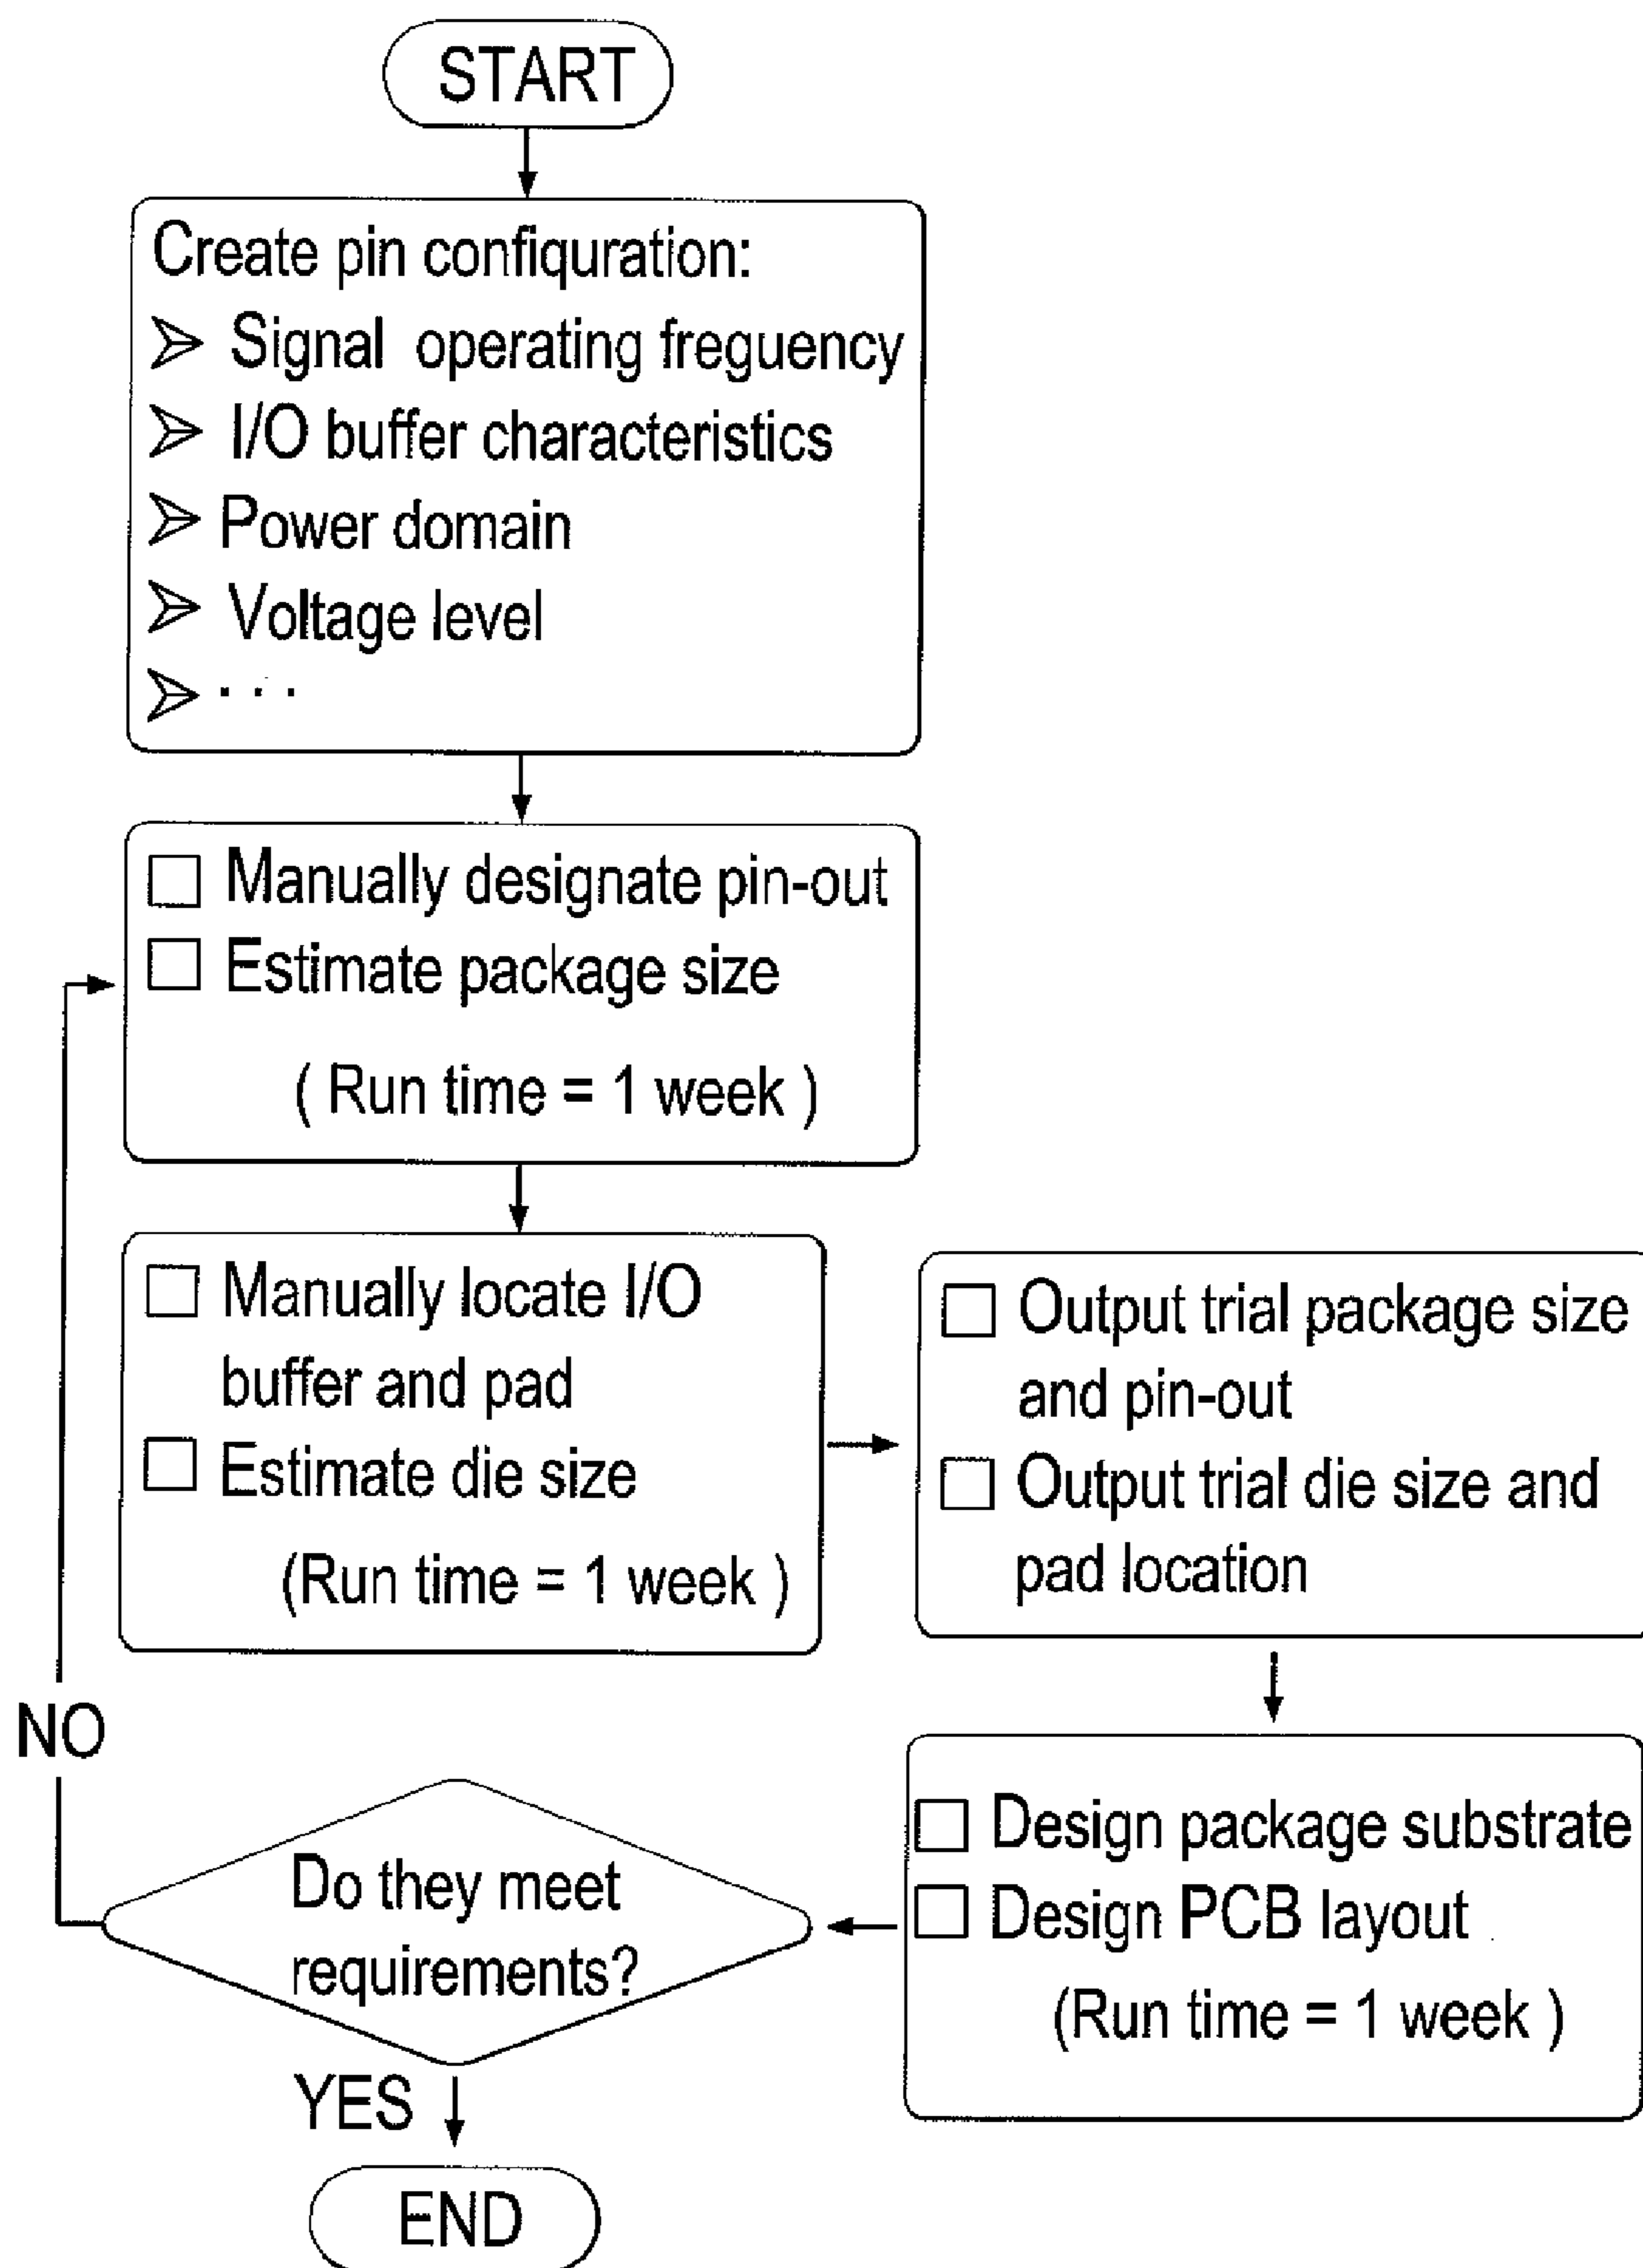 START
Create pin confiquration:
➢ Signal operating freguency
➢ I/O buffer characteristics
➢ Power domain
➢ Voltage level
➢ . . .
☐ Manually designate pin-out
☐ Estimate package size
( Run time = 1 week )
☐ Manually locate I/O
buffer and pad
☐ Estimate die size
(Run time = 1 week )
☐ Output trial package size
and pin-out
☐ Output trial die size and
pad location
☐ Design package substrate
☐ Design PCB layout
(Run time = 1 week )
Do they meet
requirements?
NO
YES
END